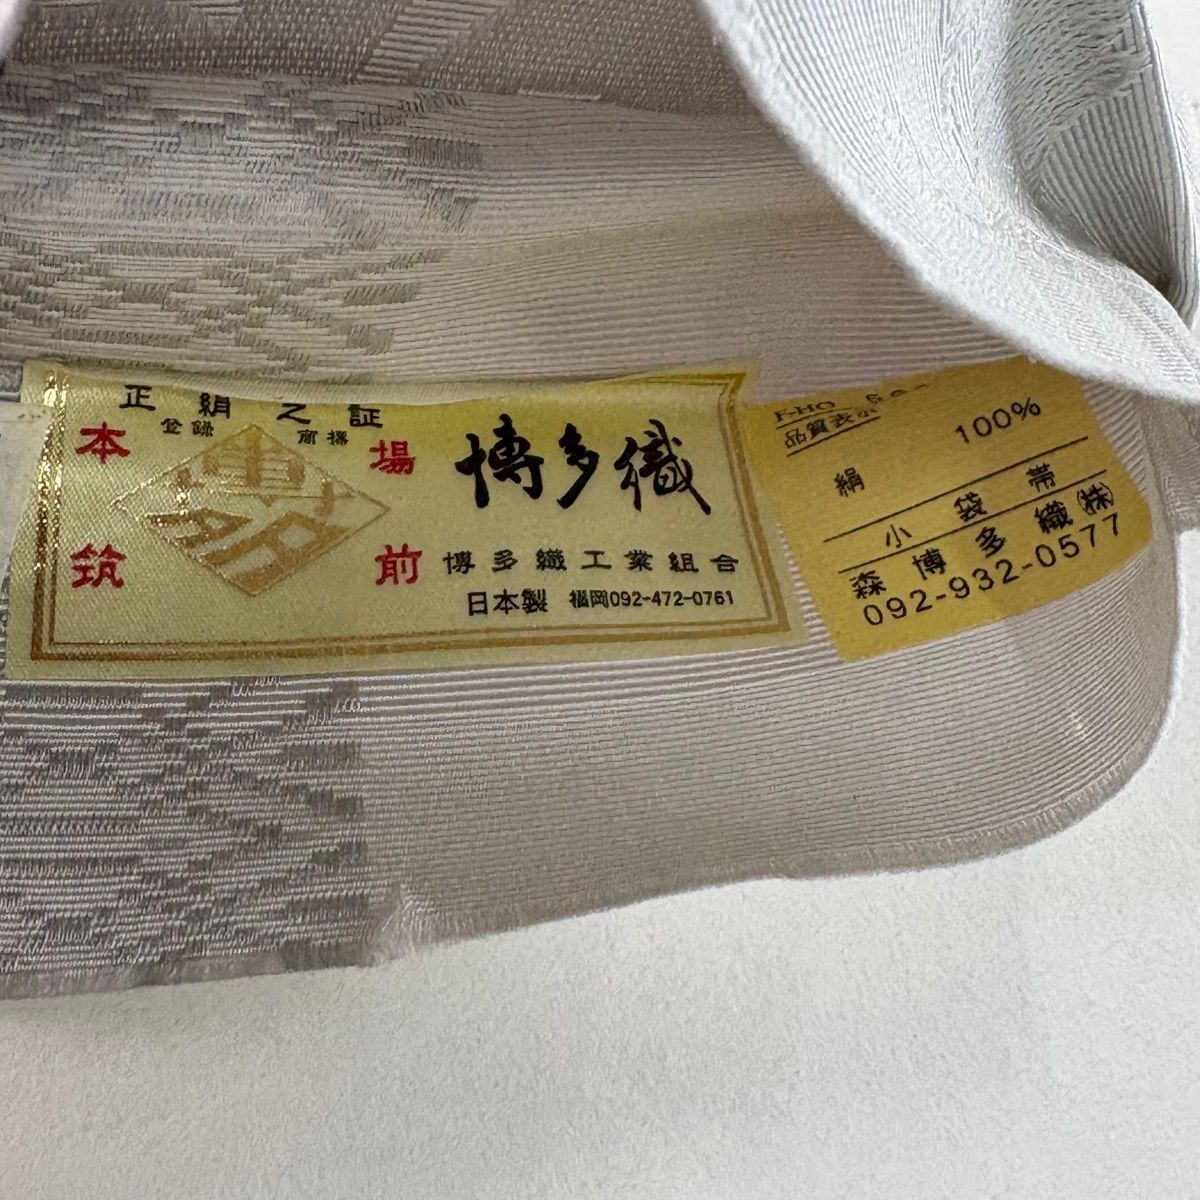 正絹之証
登録 商標
本場
筑前
博多
博多織
博多織工業組合
日本製 福岡092-472-0761
品質表示
絹 100%
小袋帯
森博多織㈱
092-932-0577